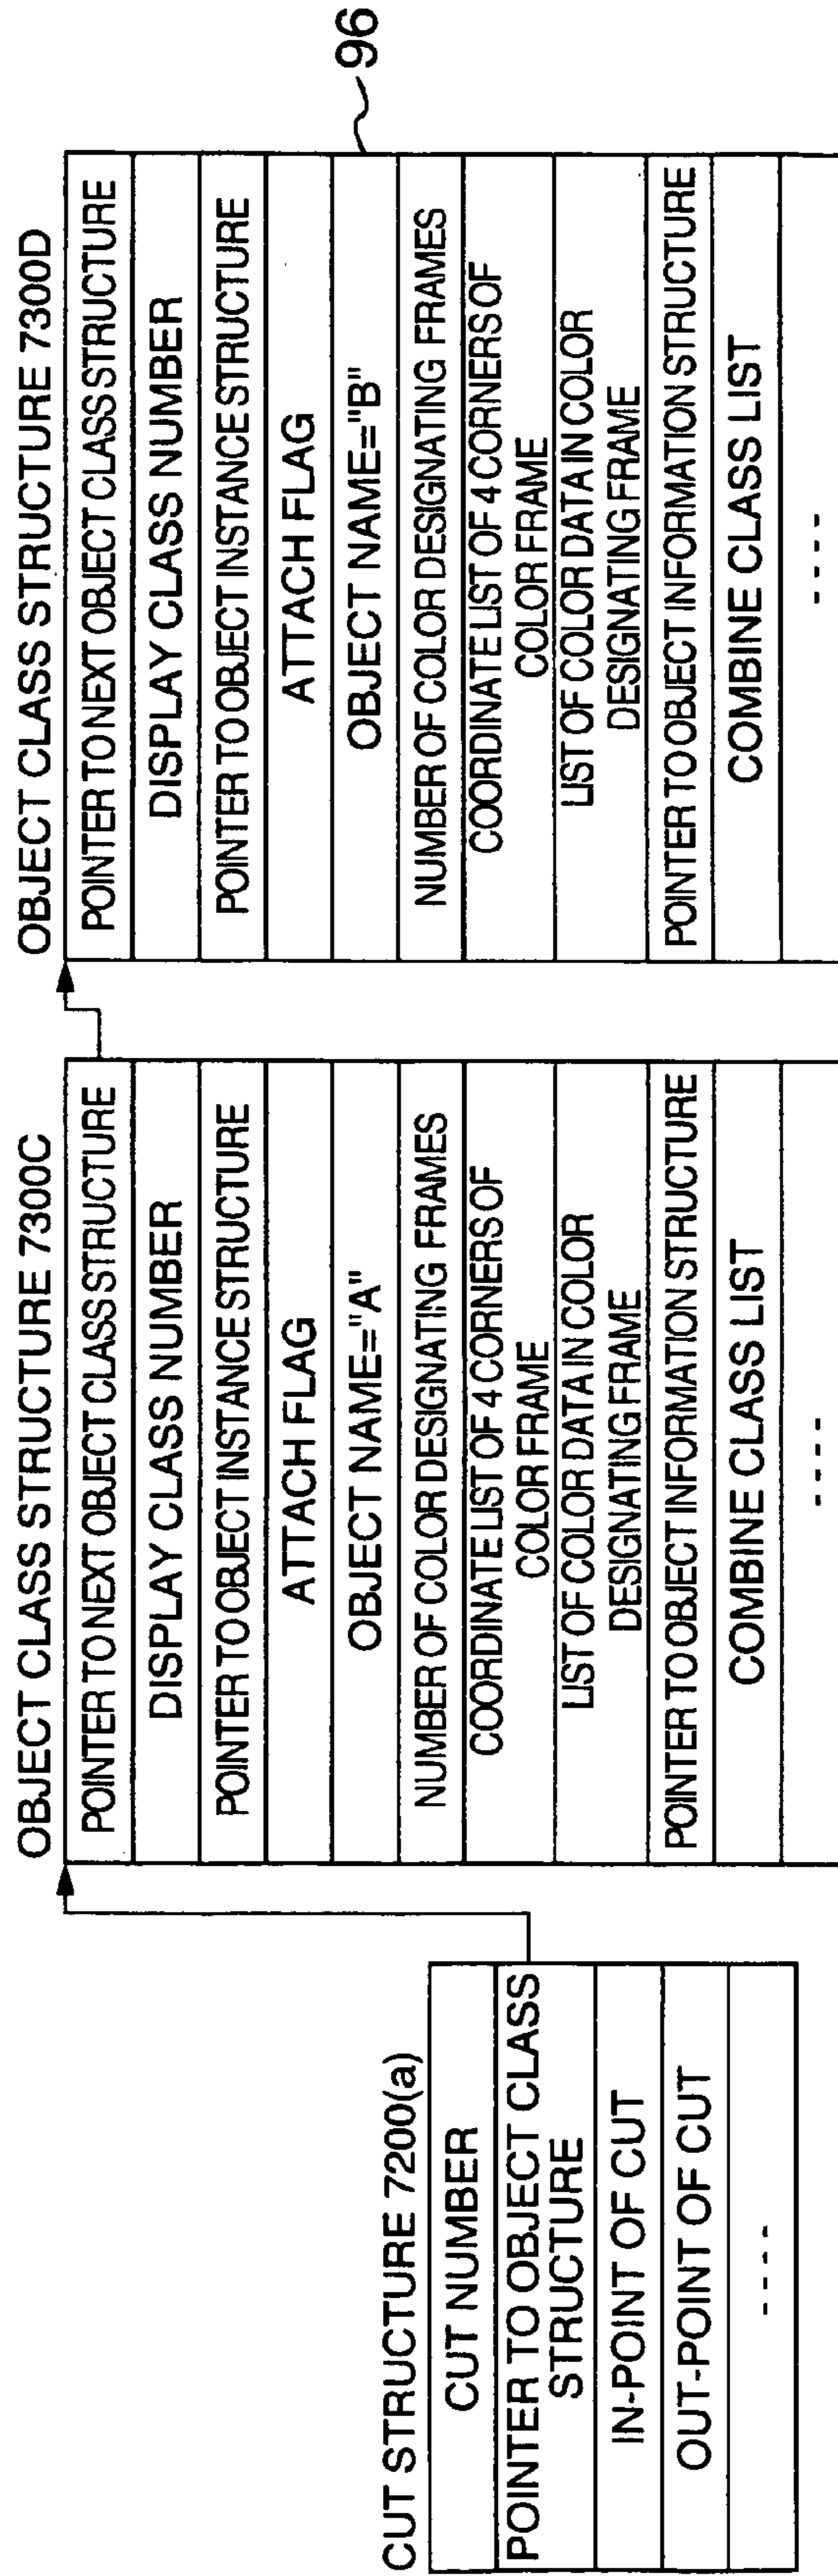 CUT STRUCTURE 7200(a)
CUT NUMBER
POINTER TO OBJECT CLASS
STRUCTURE
IN-POINT OF CUT
OUT-POINT OF CUT
----
OBJECT CLASS STRUCTURE 7300C
POINTER TO NEXT OBJECT CLASS STRUCTURE
DISPLAY CLASS NUMBER
POINTER TO OBJECT INSTANCE STRUCTURE
ATTACH FLAG
OBJECT NAME="A"
NUMBER OF COLOR DESIGNATING FRAMES
COORDINATE LIST OF 4 CORNERS OF
COLOR FRAME
LIST OF COLOR DATA IN COLOR
DESIGNATING FRAME
POINTER TO OBJECT INFORMATION STRUCTURE
COMBINE CLASS LIST
----
OBJECT CLASS STRUCTURE 7300D
POINTER TO NEXT OBJECT CLASS STRUCTURE
DISPLAY CLASS NUMBER
POINTER TO OBJECT INSTANCE STRUCTURE
ATTACH FLAG
OBJECT NAME="B"
NUMBER OF COLOR DESIGNATING FRAMES
COORDINATE LIST OF 4 CORNERS OF
COLOR FRAME
LIST OF COLOR DATA IN COLOR
DESIGNATING FRAME
POINTER TO OBJECT INFORMATION STRUCTURE
COMBINE CLASS LIST
----
96